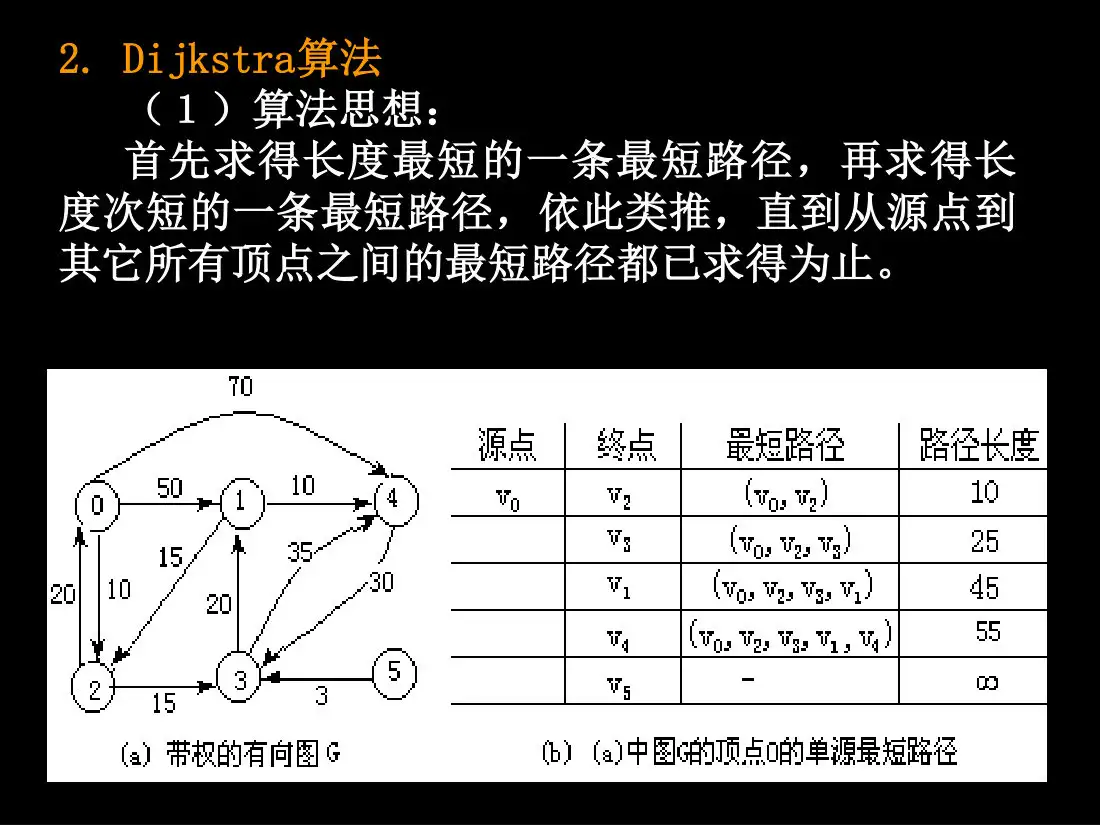 2. Dijkstra算法
（1）算法思想：
首先求得长度最短的一条最短路径，再求得长
度次短的一条最短路径，依此类推，直到从源点到
其它所有顶点之间的最短路径都已求得为止。
70
0 50 1 10 4
20 10 15 20 35 30
2 15 3 3 5
(a) 带权的有向图G
源点 终点 最短路径 路径长度
v₀ v₂ (v₀,v₂) 10
v₃ (v₀,v₂,v₃) 25
v₁ (v₀,v₂,v₃,v₁) 45
v₄ (v₀,v₂,v₃,v₁,v₄) 55
v₅ - ∞
(b) (a)中图G的顶点0的单源最短路径